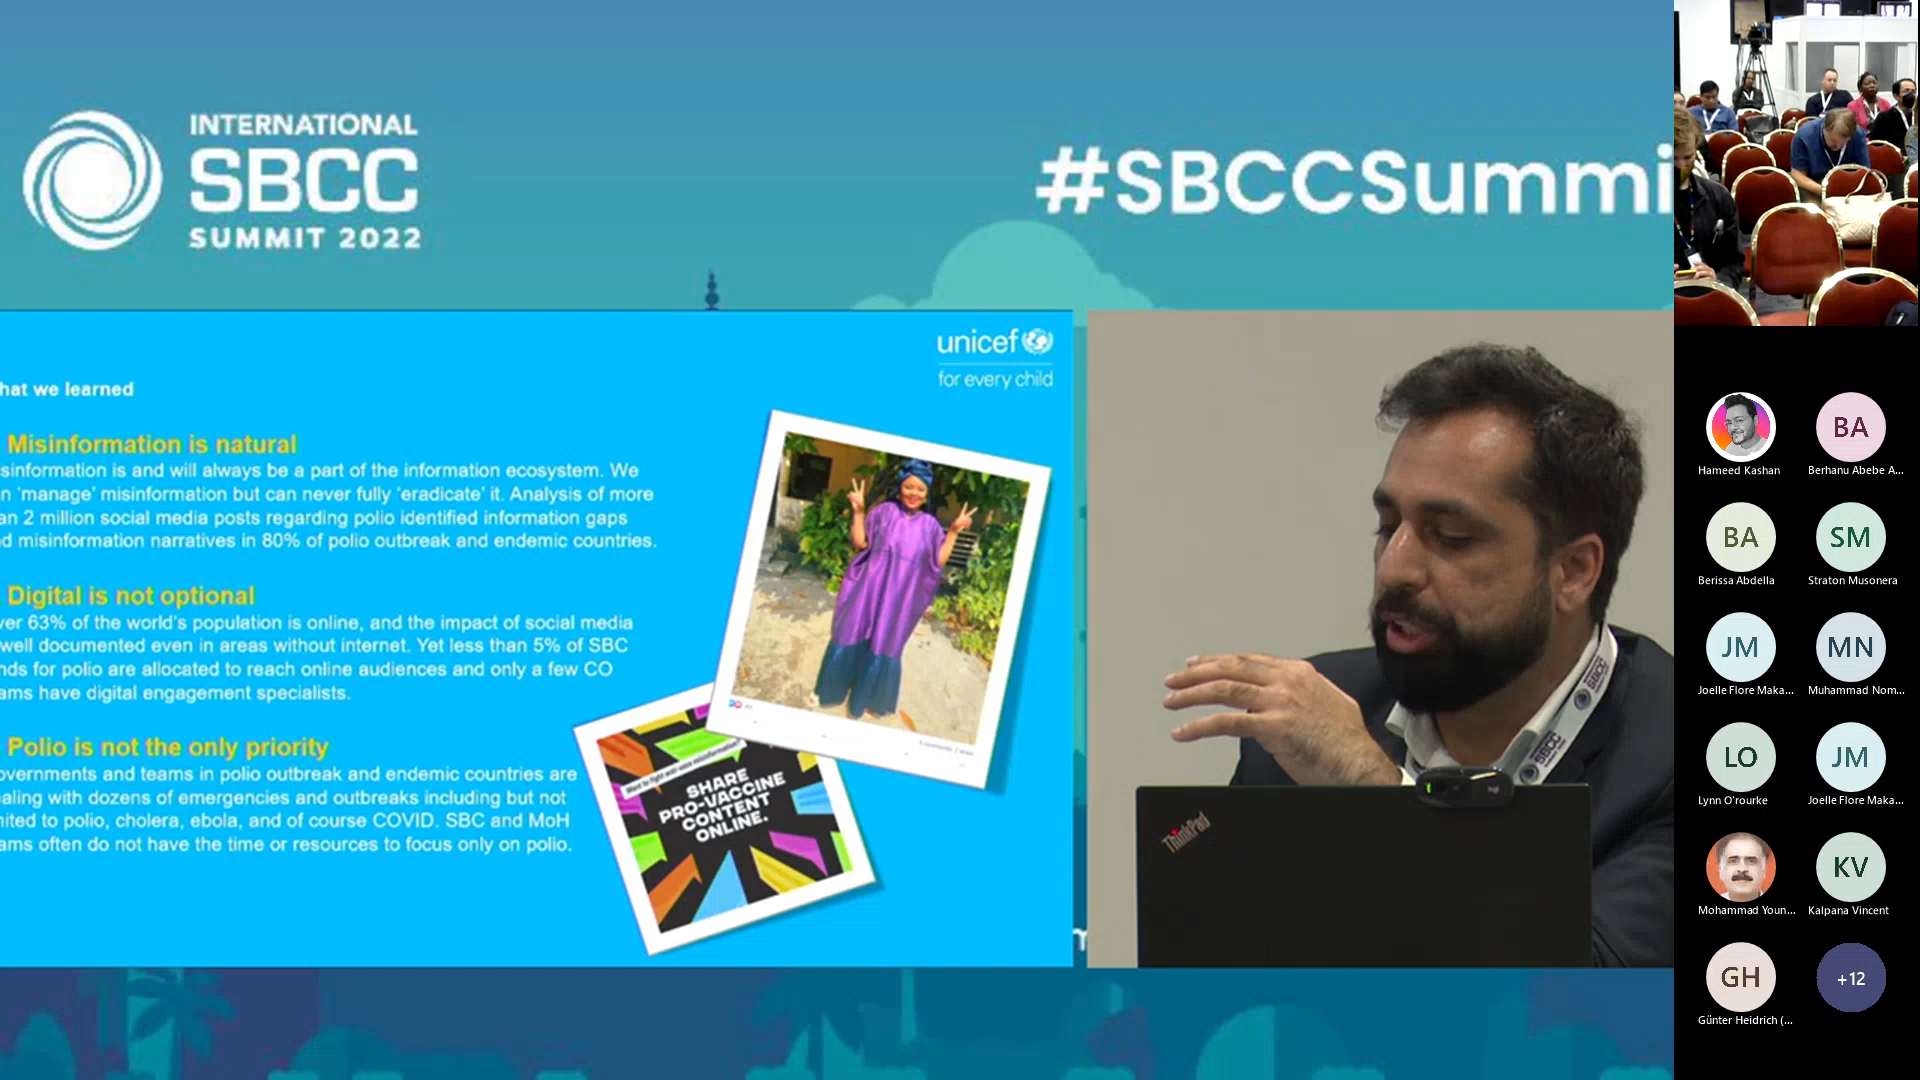 INTERNATIONAL
SBCC
SUMMIT 2022
#SBCCSummi
unicef
for every child
hat we learned
Misinformation is natural
sinformation is and will always be a part of the information ecosystem. We
n 'manage' misinformation but can never fully 'eradicate' it. Analysis of more
an 2 million social media posts regarding polio identified information gaps
d misinformation narratives in 80% of polio outbreak and endemic countries.
Digital is not optional
ver 63% of the world's population is online, and the impact of social media
well documented even in areas without internet. Yet less than 5% of SBC
nds for polio are allocated to reach online audiences and only a few CO
ams have digital engagement specialists.
Polio is not the only priority
overnments and teams in polio outbreak and endemic countries are
aling with dozens of emergencies and outbreaks including but not
nited to polio, cholera, ebola, and of course COVID. SBC and MoH
ams often do not have the time or resources to focus only on polio.
Want to fight anti-vaxx misinformation?
SHARE
PRO-VACCINE
CONTENT
ONLINE.
ThinkPad
SBCC
Hameed Kashan
BA
Berhanu Abebe A...
BA
Berissa Abdella
SM
Straton Musonera
JM
Joelle Flore Maka...
MN
Muhammad Nom...
LO
Lynn O'rourke
JM
Joelle Flore Maka...
Mohammad Youn...
KV
Kalpana Vincent
GH
Günter Heidrich (...
+12